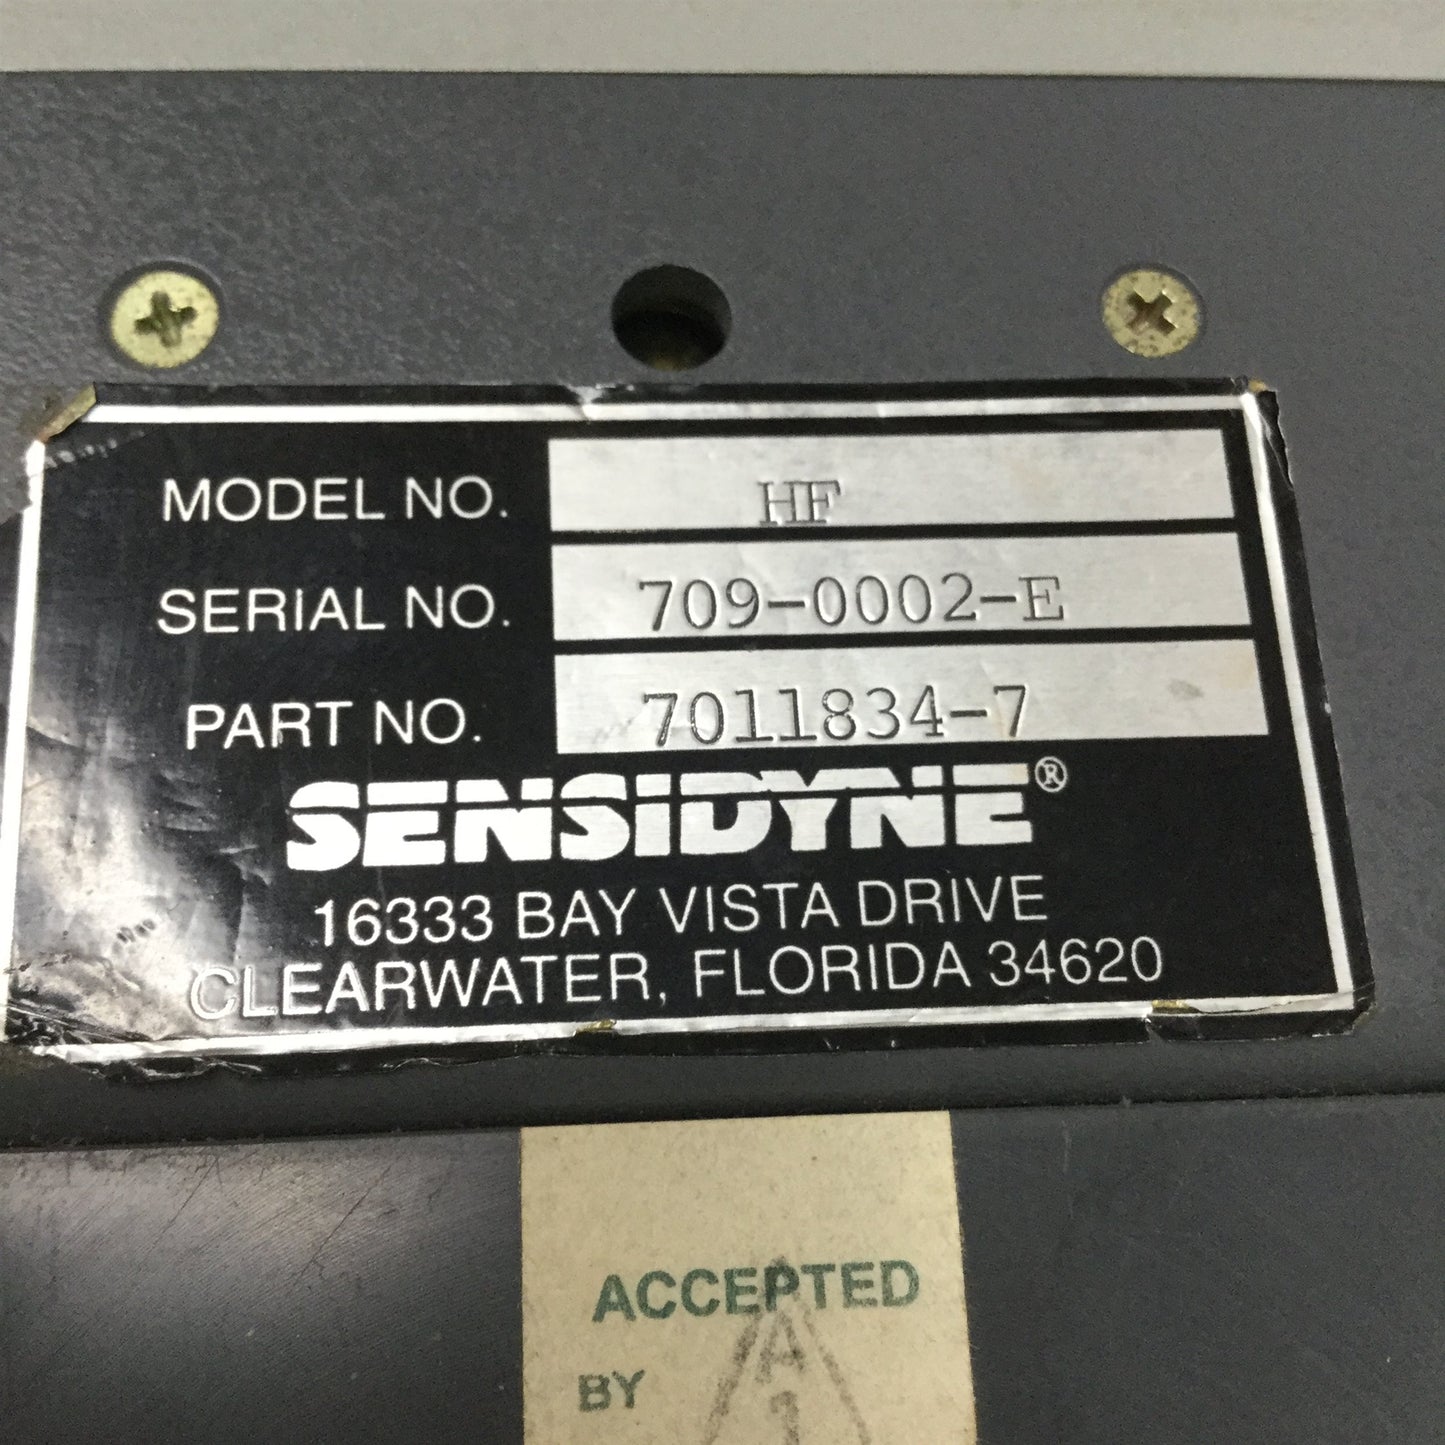 MODEL NO. HF
SERIAL NO. 709-0002-E
PART NO. 7011834-7
SENSIDYNE®
16333 BAY VISTA DRIVE
CLEARWATER, FLORIDA 34620
ACCEPTED
A
BY
1